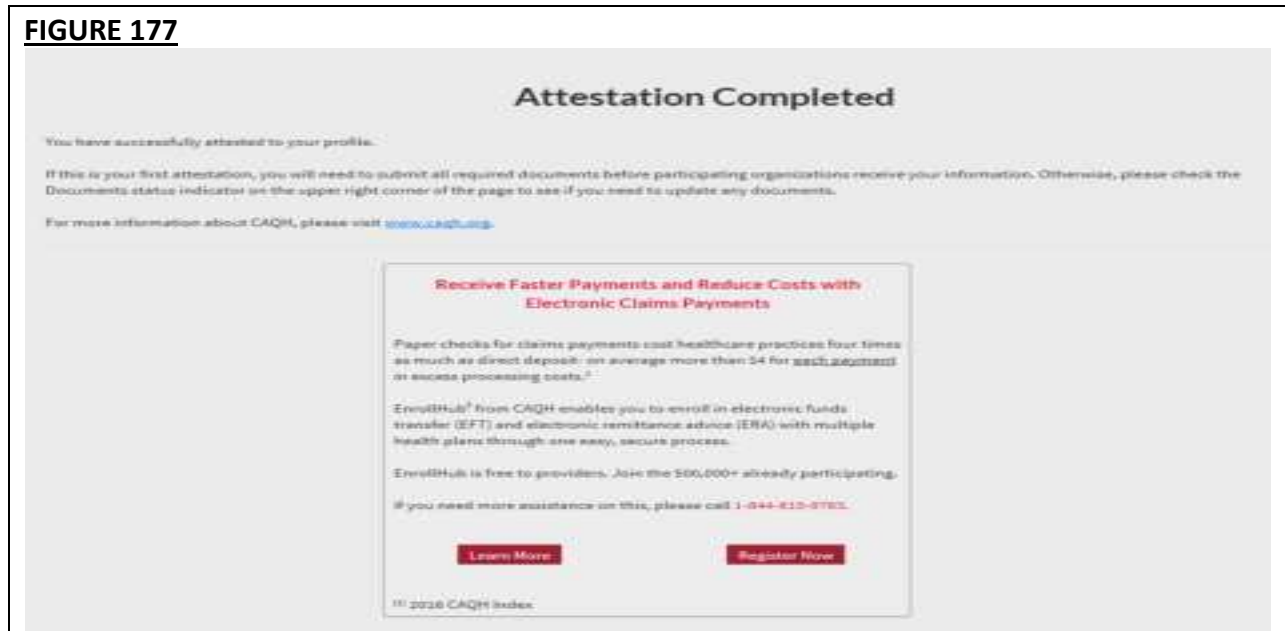 FIGURE 177
Attestation Completed
You have successfully attested to your profile.
If this is your first attestation, you will need to submit all required documents before participating organizations receive your information. Otherwise, please check the
Documents status indicator on the upper right corner of the page to see if you need to update any documents.
For more information about CAQH, please visit www.caqh.org.
Receive Faster Payments and Reduce Costs with
Electronic Claims Payments
Paper checks for claims payments cost healthcare practices four times
as much as direct deposit- on average more than $4 for each payment
in excess processing costs.
EnrollHub from CAQH enables you to enroll in electronic funds
transfer (EFT) and electronic remittance advice (ERA) with multiple
health plans through one easy, secure process.
EnrollHub is free to providers. Join the 500,000+ already participating.
If you need more assistance on this, please call
Learn More
Register Now
2016 CAQH Index